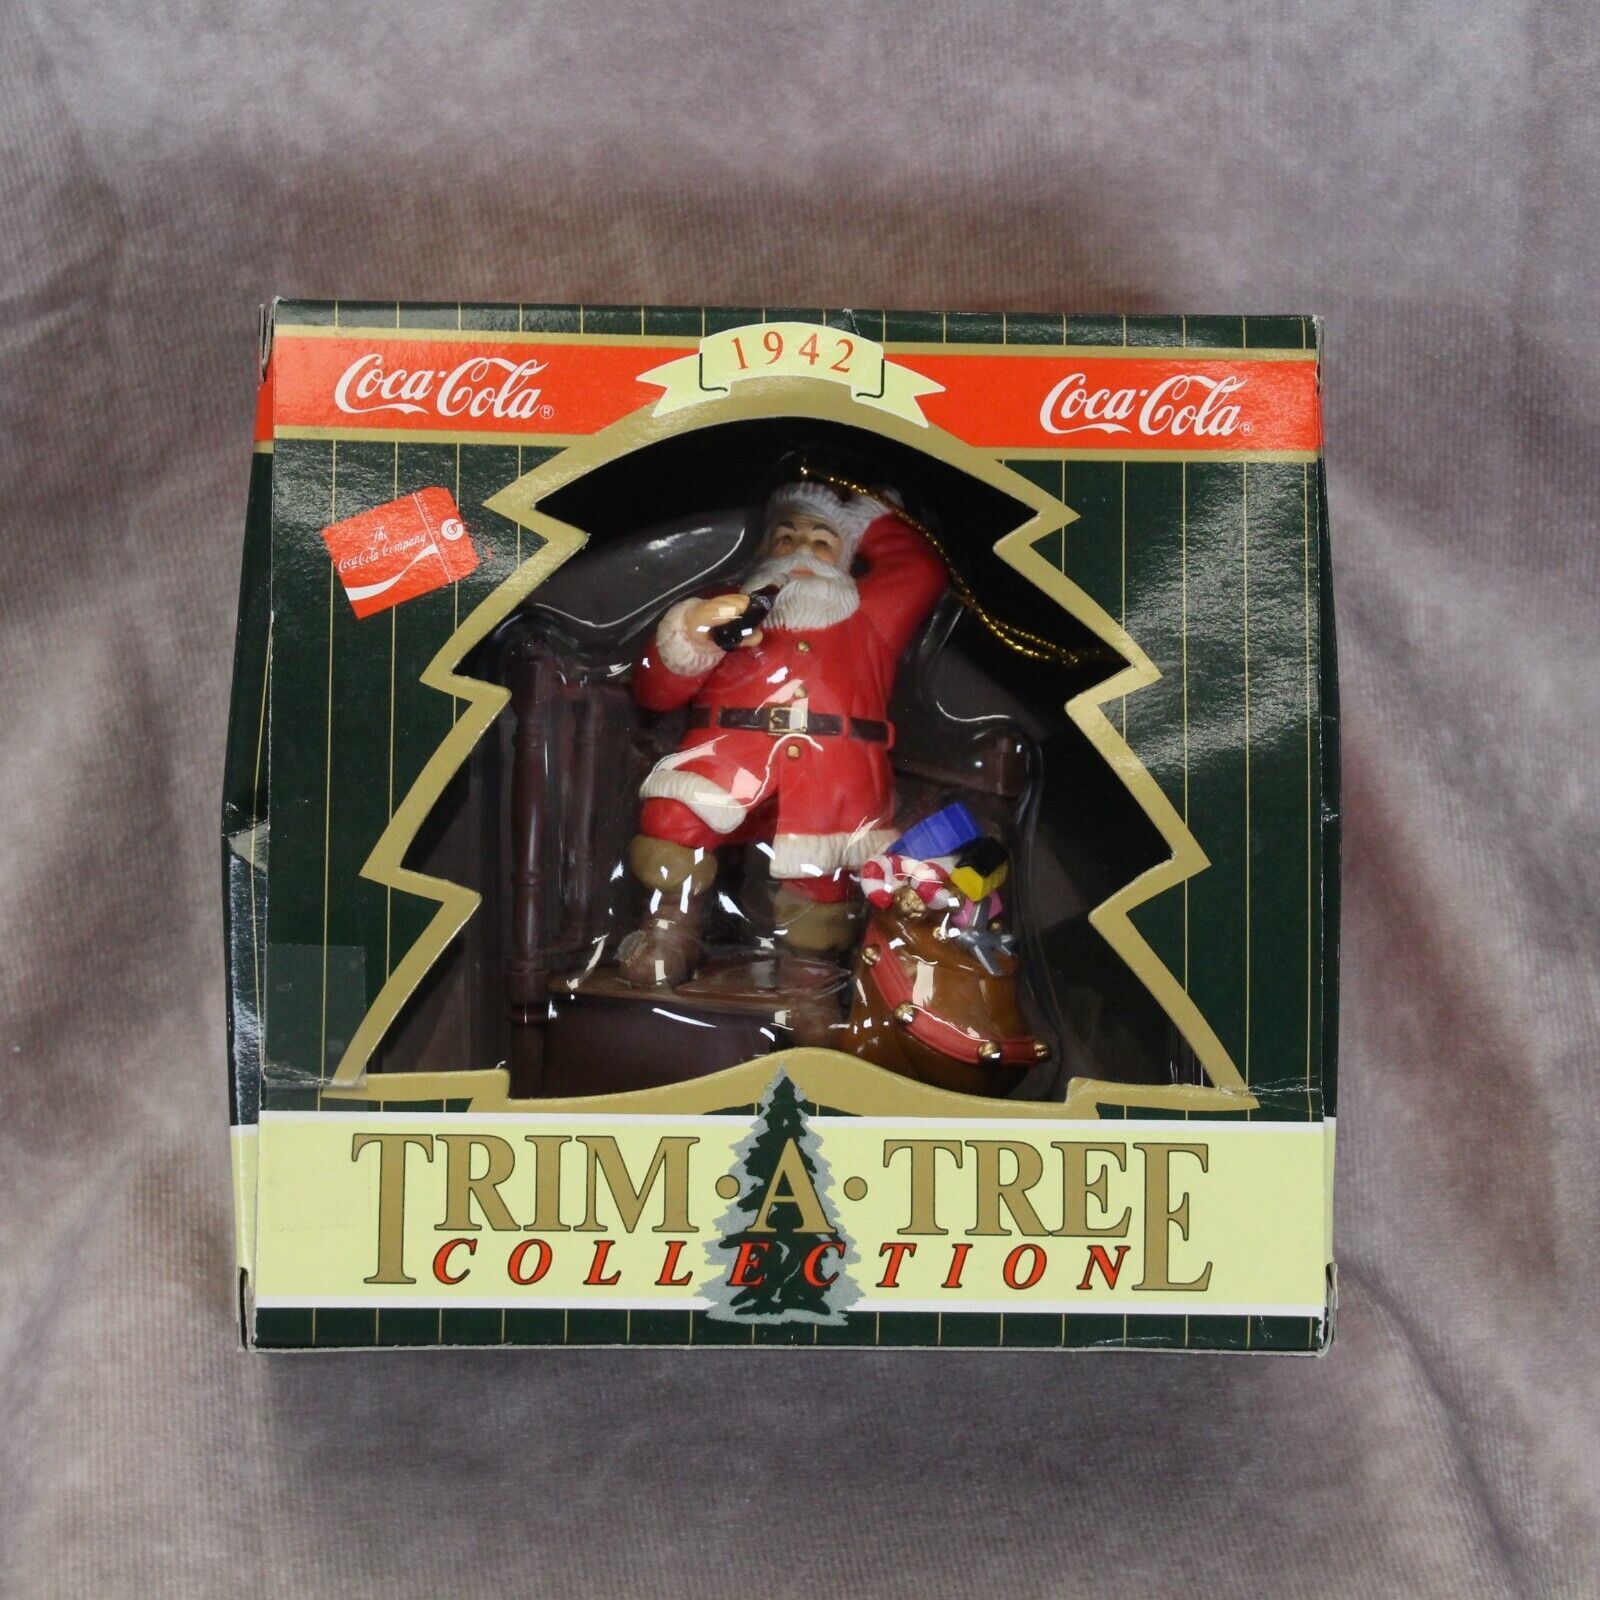 1942
Coca-Cola®
Coca-Cola®
The
Coca-Cola Company
TRIM·A·TREE
COLLECTION